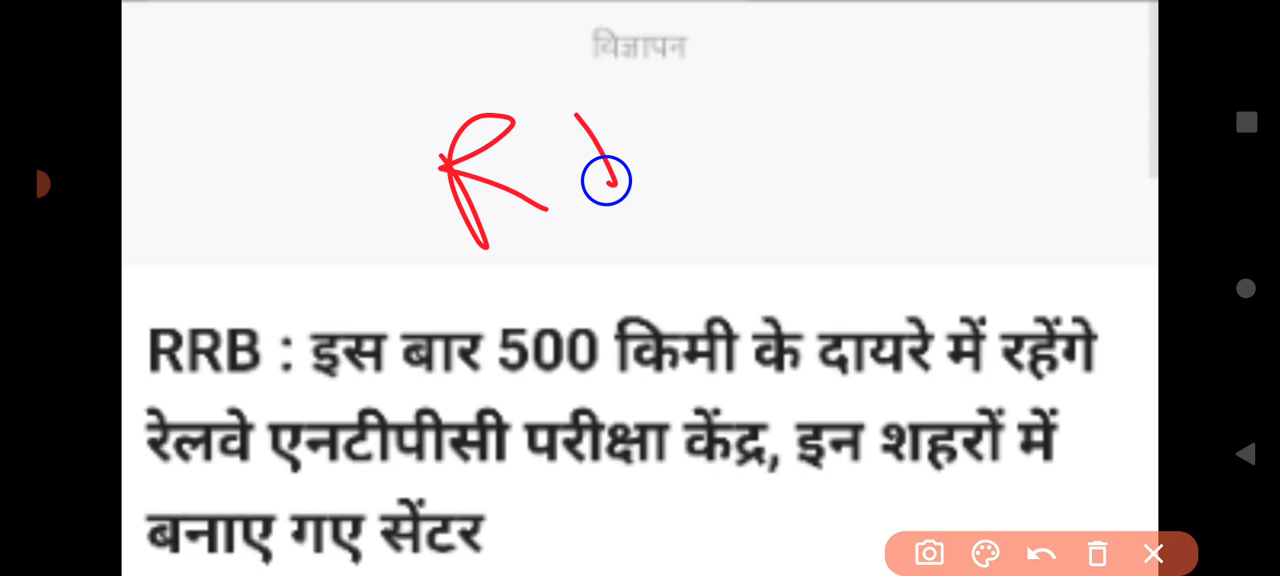 विज्ञापन
R
RRB : इस बार 500 किमी के दायरे में रहेंगे
रेलवे एनटीपीसी परीक्षा केंद्र, इन शहरों में
बनाए गए सेंटर